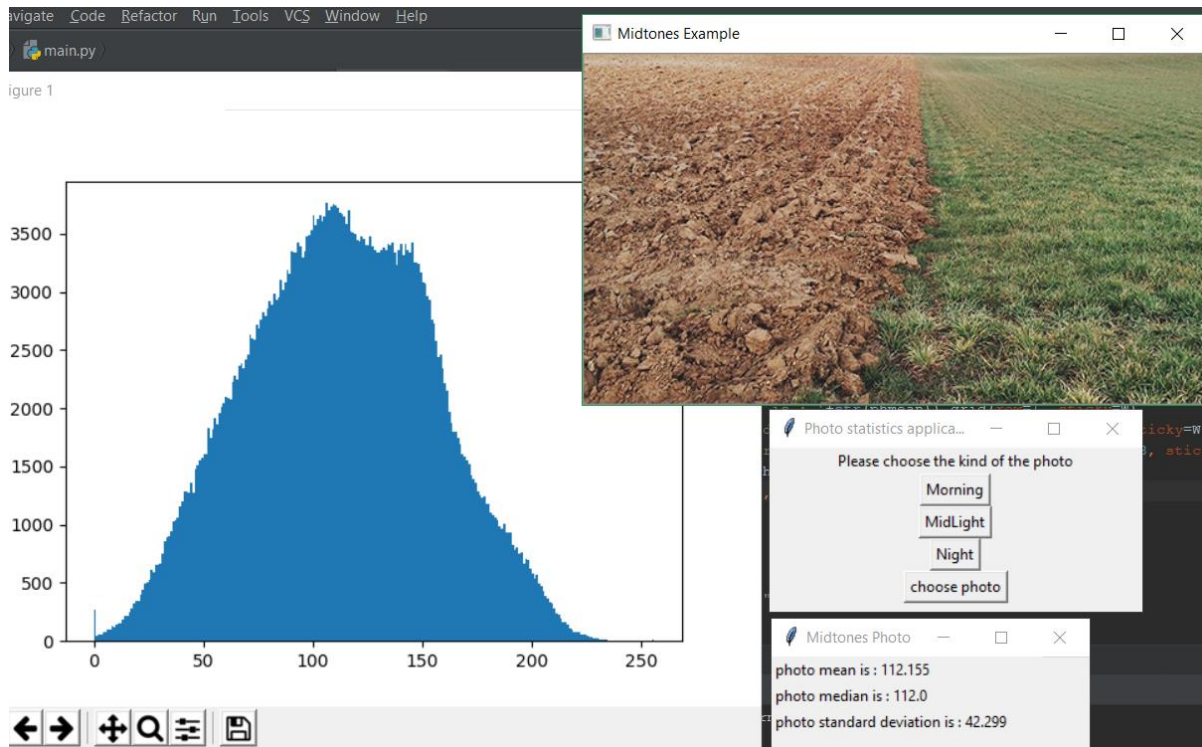 avigate Code Refactor Run Tools VCS Window Help
main.py
igure 1
Midtones Example
3500
3000
2500
2000
1500
1000
500
0
0 50 100 150 200 250
Photo statistics applica...
Please choose the kind of the photo
Morning
MidLight
Night
choose photo
Midtones Photo
photo mean is : 112.155
photo median is : 112.0
photo standard deviation is : 42.299